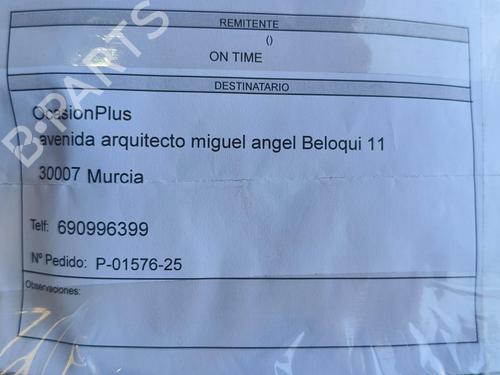 REMITENTE
()
ON TIME
DESTINATARIO
OcasionPlus
avenida arquitecto miguel angel Beloqui 11
30007 Murcia
Telf: 690996399
Nº Pedido: P-01576-25
Observaciones:
B-PARTS